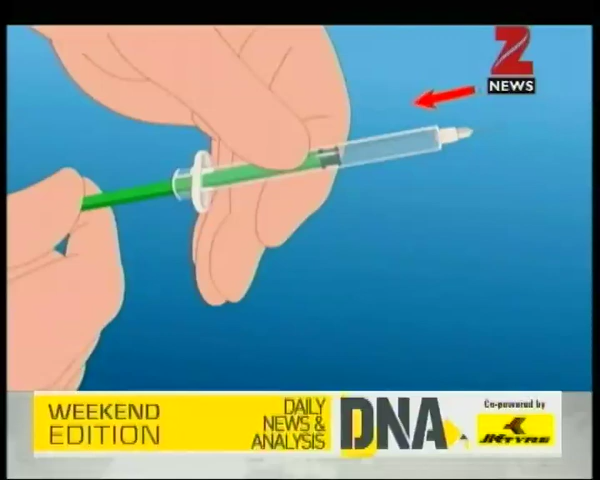 Z
NEWS
WEEKEND
EDITION
DAILY
NEWS &
ANALYSIS
DNA
Co-powered by
JK TYRE